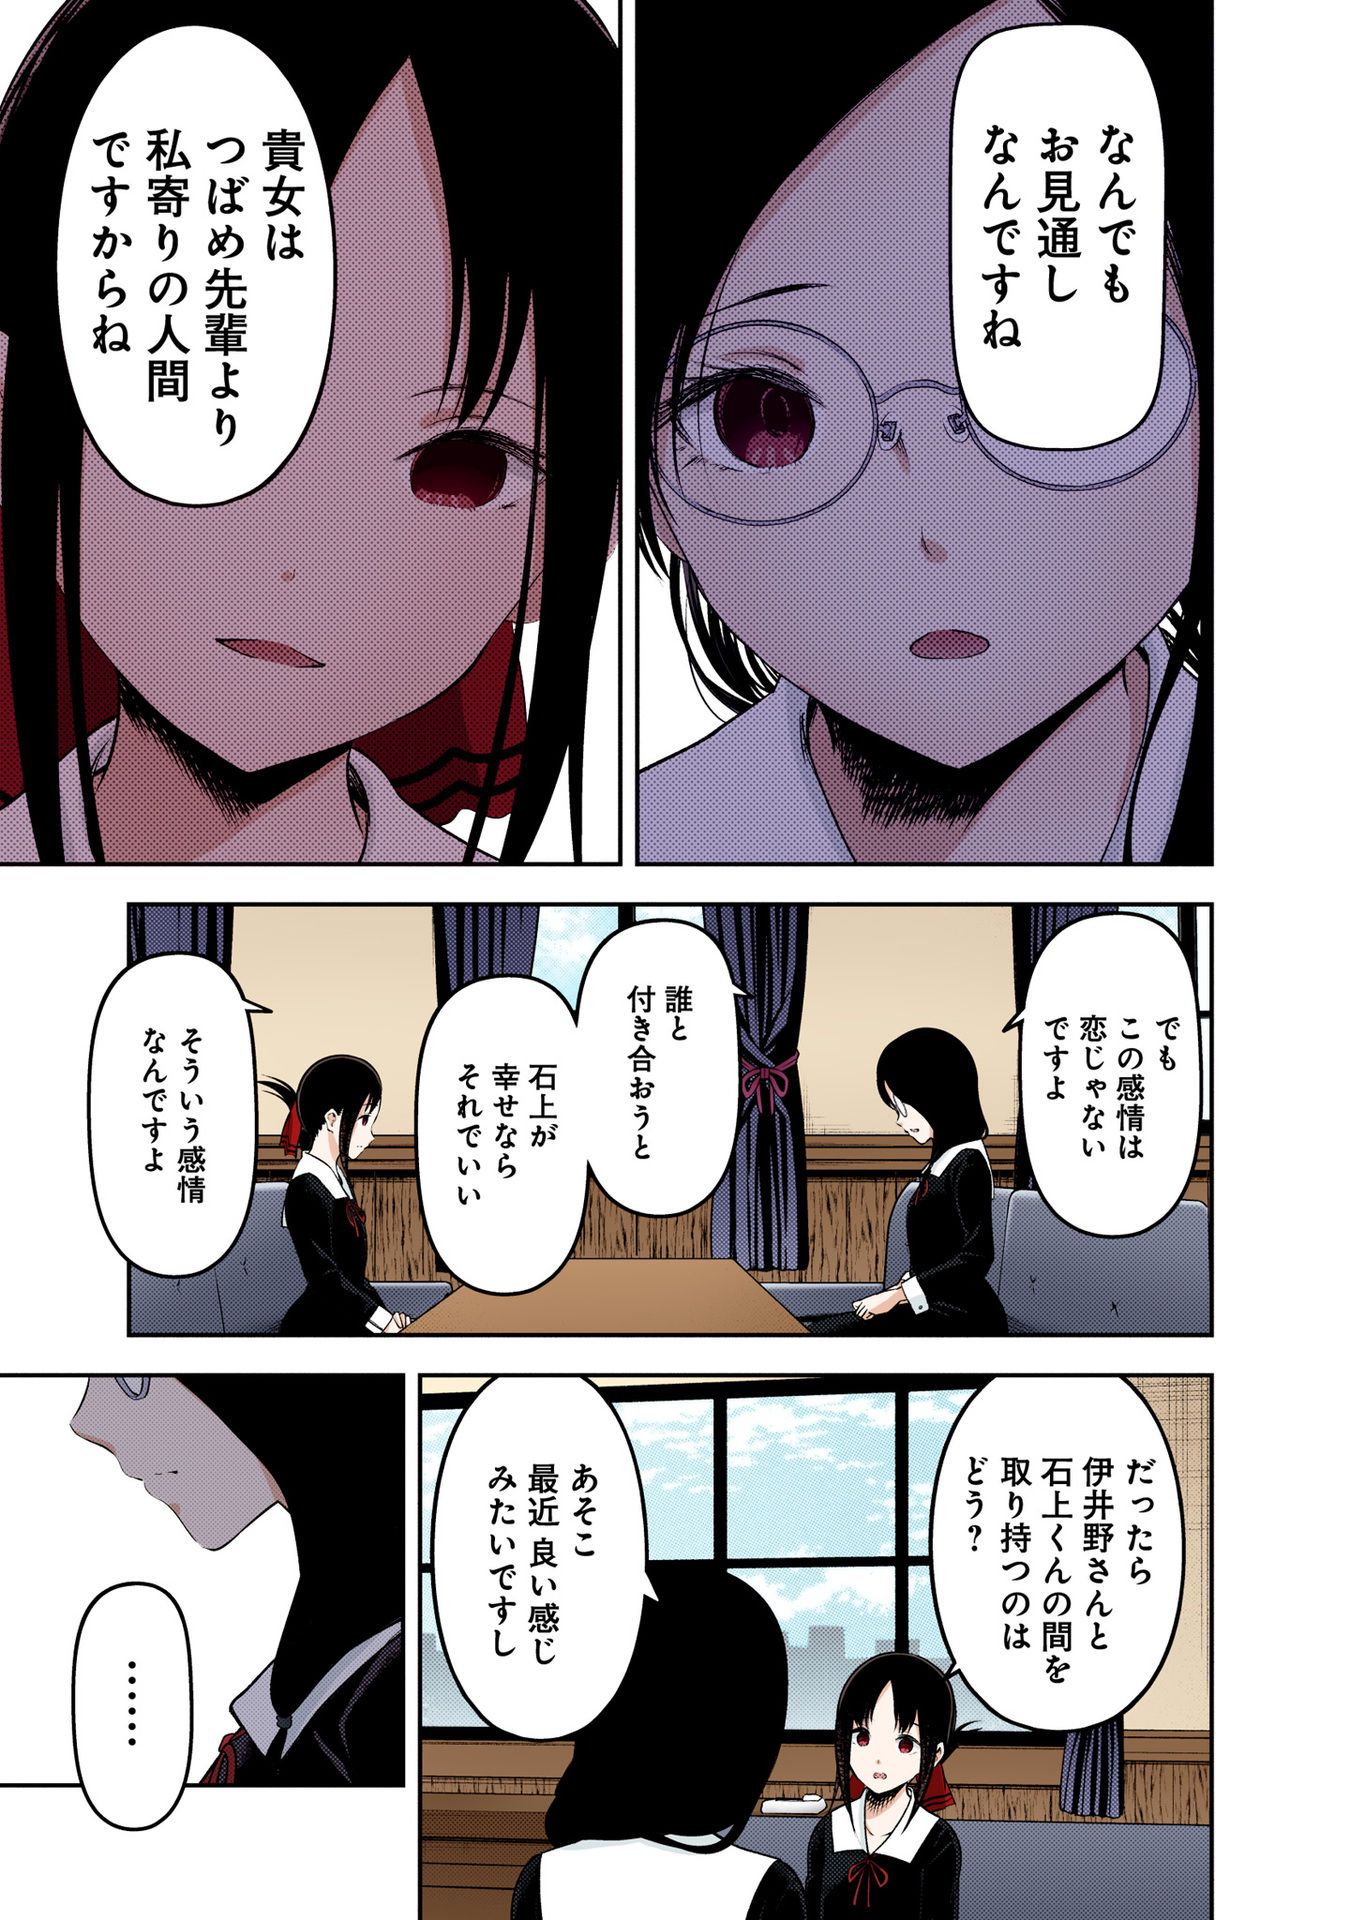 なんでも
お見通し
なんですね
貴女は
つばめ先輩より
私寄りの人間
ですからね
でも
この感情は
恋じゃない
ですよ
誰と
付き合おうと
石上が
幸せなら
それでいい
そういう感情
なんですよ
だったら
伊井野さんと
石上くんの間を
取り持つのは
どう？
あそこ
最近良い感じ
みたいですし
……